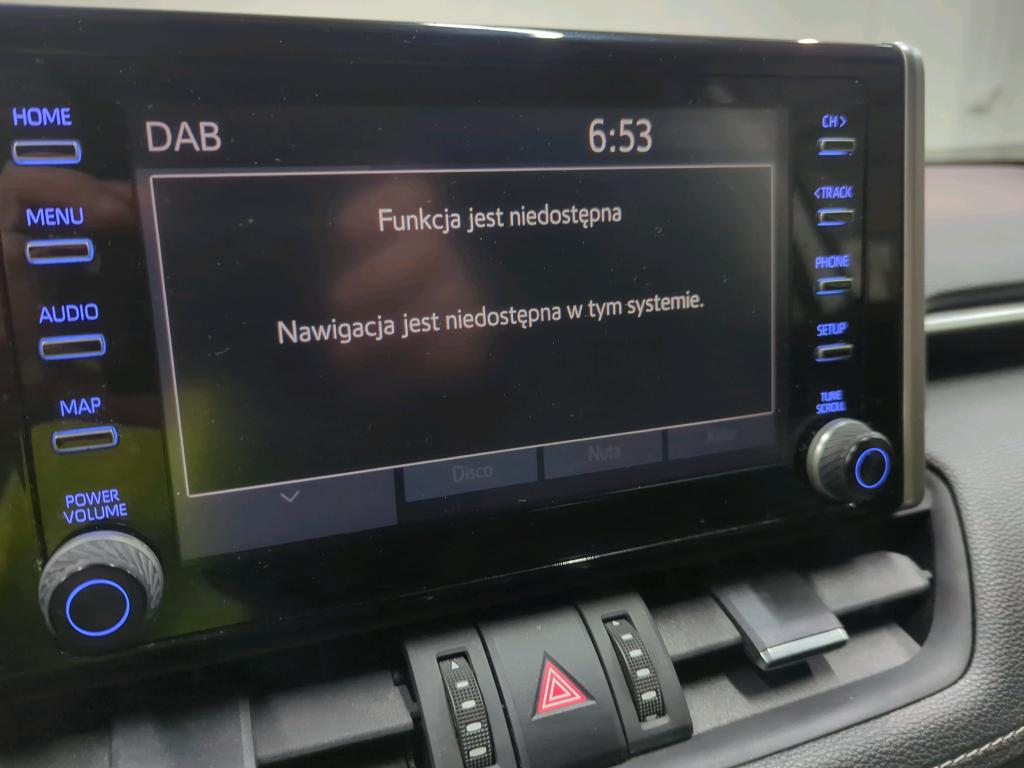 HOME
MENU
AUDIO
MAP
POWER
VOLUME
DAB
6:53
Funkcja jest niedostępna
Nawigacja jest niedostępna w tym systemie.
Disco
Nuta
CH>
<TRACK
PHONE
SETUP
TUNE
SCROLL